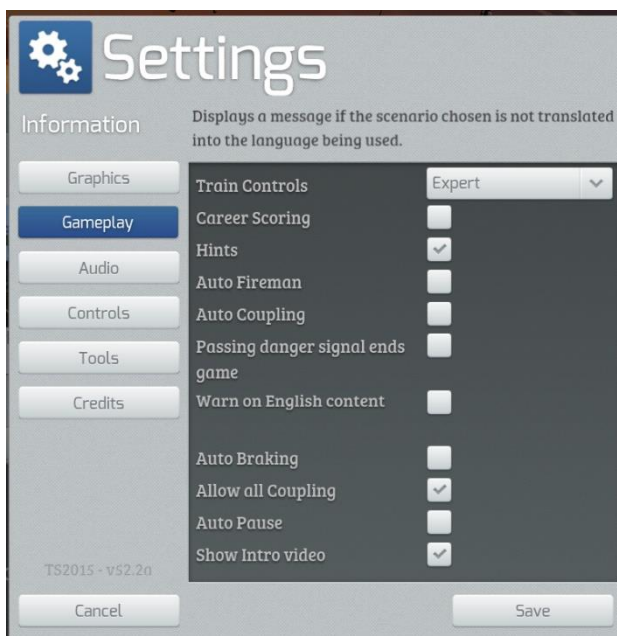 Settings
Information
Displays a message if the scenario chosen is not translated
into the language being used.
Graphics
Gameplay
Audio
Controls
Tools
Credits
Train Controls
Expert
Career Scoring
Hints
Auto Fireman
Auto Coupling
Passing danger signal ends
game
Warn on English content
Auto Braking
Allow all Coupling
Auto Pause
Show Intro video
TS2015 - v52.2a
Cancel
Save